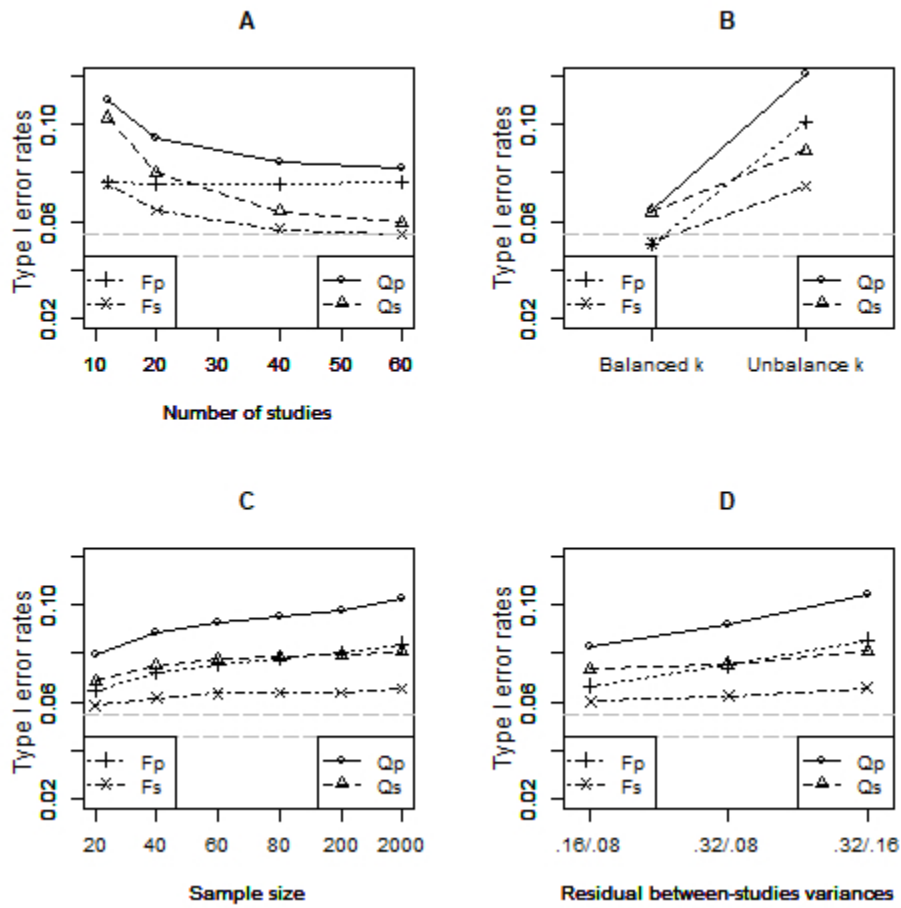 A
Type I error rates
0.10
0.06
0.02
Fp
Fs
Qp
Qs
10 20 30 40 50 60
Number of studies
B
Type I error rates
0.10
0.06
0.02
Fp
Fs
Qp
Qs
Balanced k Unbalance k
C
Type I error rates
0.10
0.06
0.02
Fp
Fs
Qp
Qs
20 40 60 80 200 2000
Sample size
D
Type I error rates
0.10
0.06
0.02
Fp
Fs
Qp
Qs
.16/.08 .32/.08 .32/.16
Residual between-studies variances